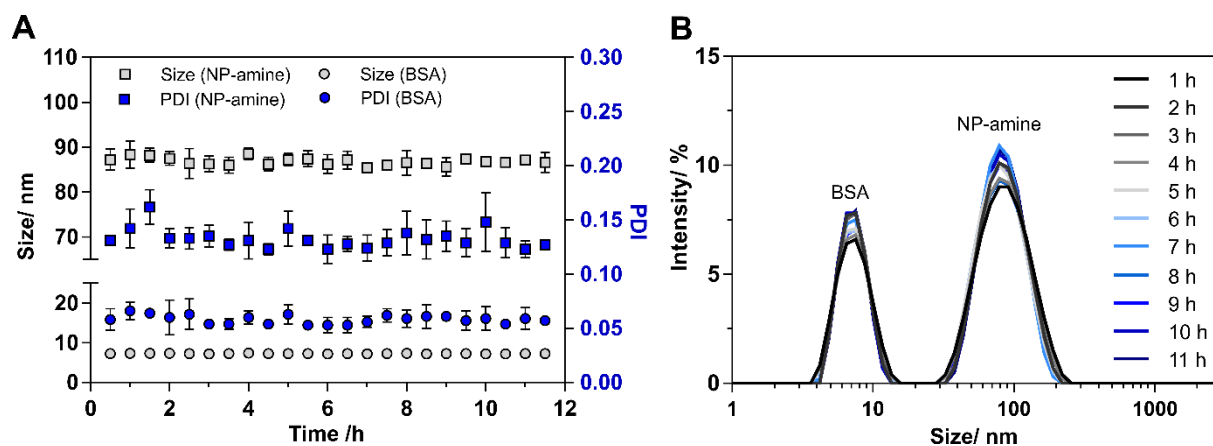 A
Size (NP-amine)
Size (BSA)
PDI (NP-amine)
PDI (BSA)
110
100
90
80
70
20
10
0
Size/ nm
0.30
0.25
0.20
0.15
0.10
0.05
0.00
PDI
0 2 4 6 8 10 12
Time /h
B
BSA
NP-amine
15
10
5
0
Intensity/ %
1 10 100 1000
Size/ nm
1 h
2 h
3 h
4 h
5 h
6 h
7 h
8 h
9 h
10 h
11 h